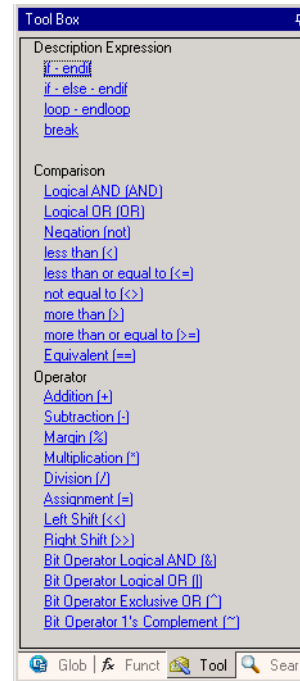 Tool Box
Description Expression
if - endif
if - else - endif
loop - endloop
break
Comparison
Logical AND (AND)
Logical OR (OR)
Negation (not)
less than (<)
less than or equal to (<=)
not equal to (<>)
more than (>)
more than or equal to (>=)
Equivalent (==)
Operator
Addition (+)
Subtraction (-)
Margin (%)
Multiplication (*)
Division (/)
Assignment (=)
Left Shift (<<)
Right Shift (>>)
Bit Operator Logical AND (&)
Bit Operator Logical OR (|)
Bit Operator Exclusive OR (^)
Bit Operator 1's Complement (~)
Glob fx Funct Tool Sear